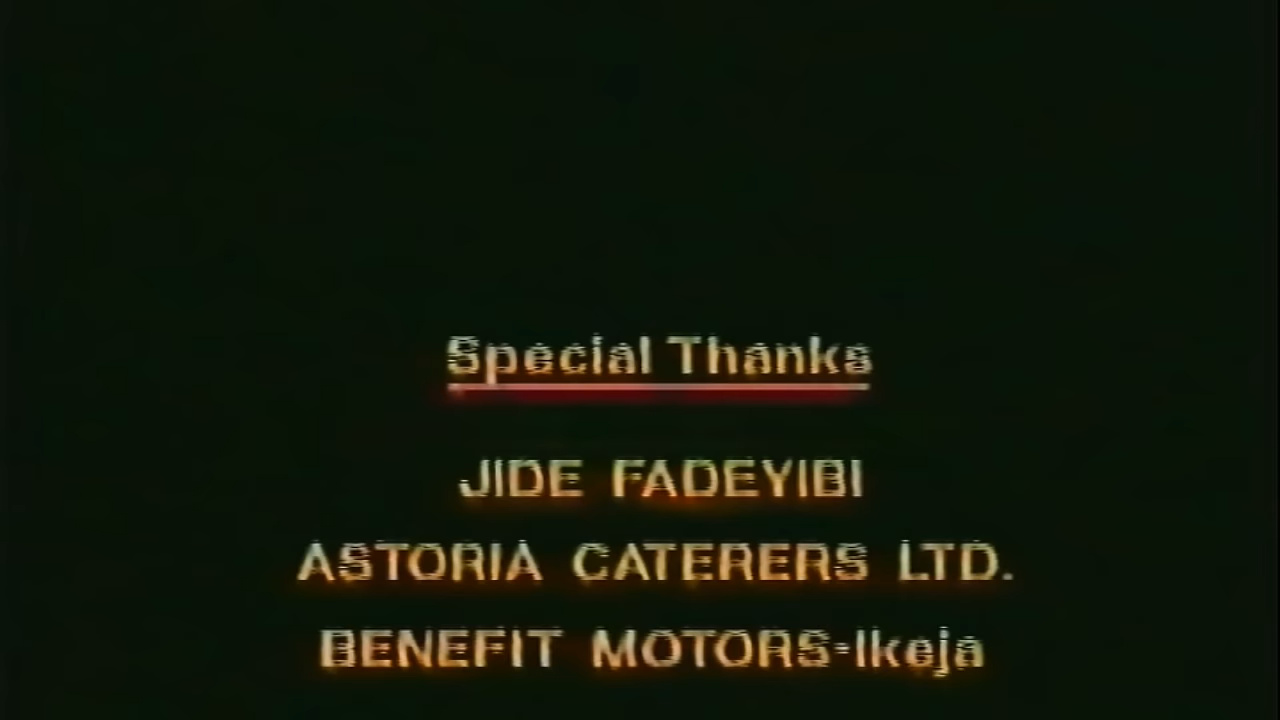 Special Thanks
JIDE FADEYIBI
ASTORIA CATERERS LTD.
BENEFIT MOTORS-Ikeja